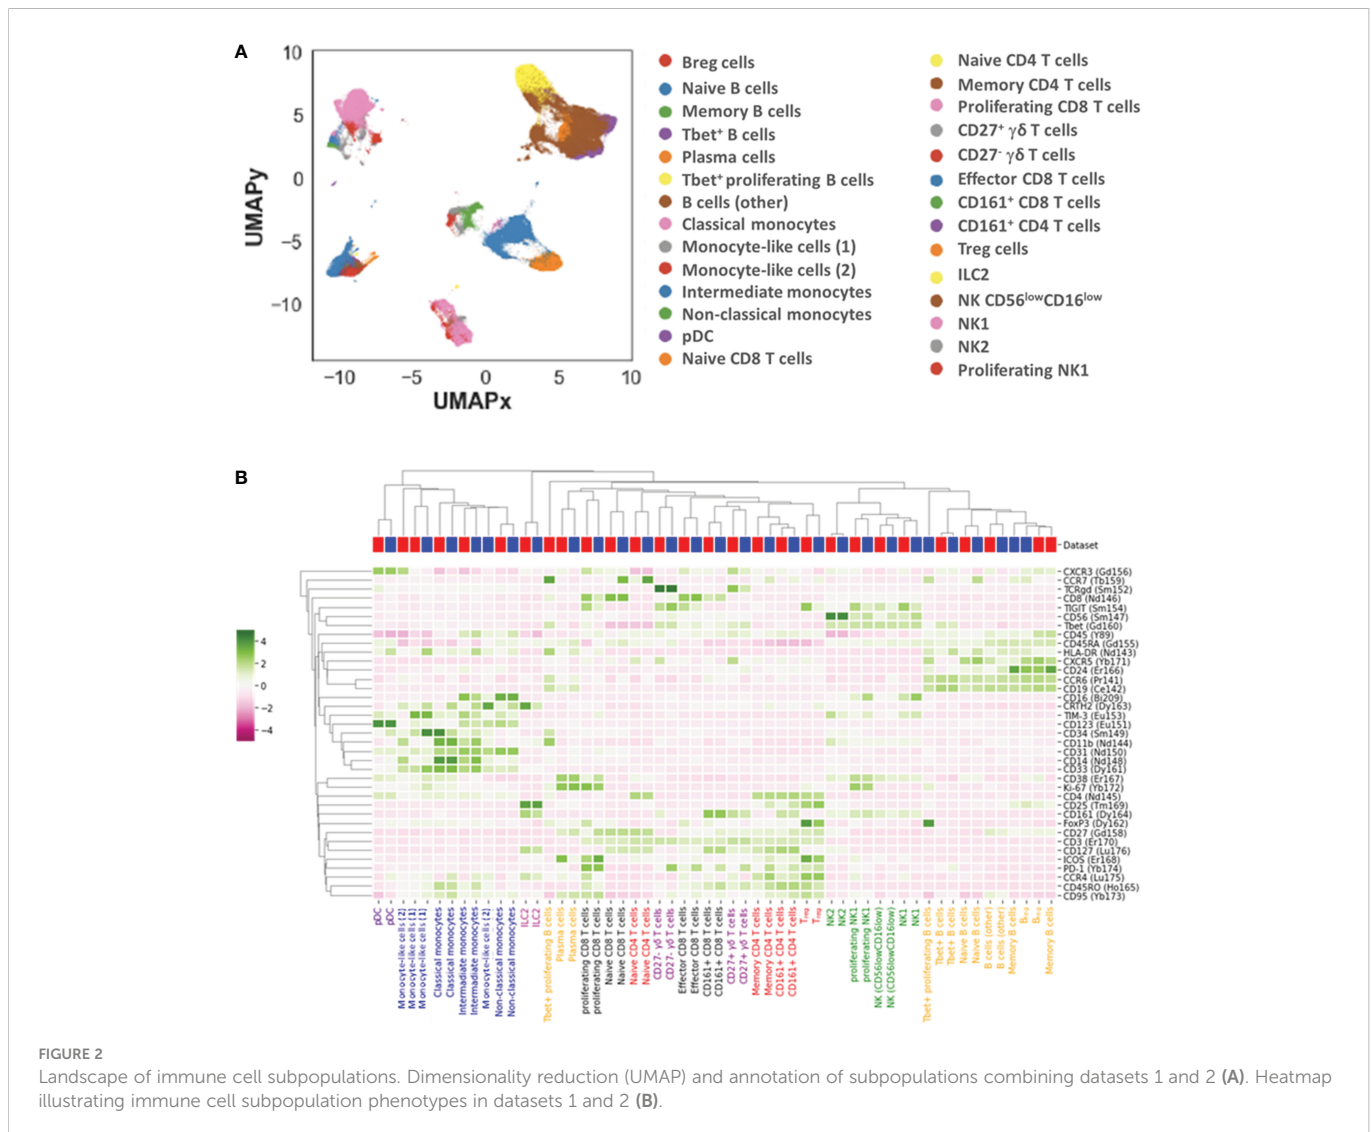 A
10
5
0
−5
−10
UMAPy
−10
−5
0
5
10
UMAPx
Breg cells
Naive B cells
Memory B cells
Tbet⁺ B cells
Plasma cells
Tbet⁺ proliferating B cells
B cells (other)
Classical monocytes
Monocyte-like cells (1)
Monocyte-like cells (2)
Intermediate monocytes
Non-classical monocytes
pDC
Naive CD8 T cells
Naive CD4 T cells
Memory CD4 T cells
Proliferating CD8 T cells
CD27⁺ γδ T cells
CD27⁻ γδ T cells
Effector CD8 T cells
CD161⁺ CD8 T cells
CD161⁺ CD4 T cells
Treg cells
ILC2
NK CD56ˡᵒʷCD16ˡᵒʷ
NK1
NK2
Proliferating NK1
B
4
2
0
−2
−4
Dataset
CXCR3 (Gd156)
CCR7 (Tb159)
TCRgd (Sm152)
CD8 (Nd146)
TIGIT (Sm154)
CD56 (Sm147)
Tbet (Gd160)
CD45 (Y89)
CD45RA (Gd155)
HLA-DR (Nd143)
CXCR5 (Yb171)
CD24 (Er166)
CCR6 (Pr141)
CD19 (Ce142)
CD16 (Bi209)
CRTH2 (Dy163)
TIM-3 (Eu153)
CD123 (Eu151)
CD34 (Sm149)
CD11b (Nd144)
CD31 (Nd150)
CD14 (Nd148)
CD33 (Dy161)
CD38 (Er167)
Ki-67 (Yb172)
CD4 (Nd145)
CD25 (Tm169)
CD161 (Dy164)
FoxP3 (Dy162)
CD27 (Gd158)
CD3 (Er170)
CD127 (Lu176)
ICOS (Er168)
PD-1 (Yb174)
CCR4 (Lu175)
CD45RO (Ho165)
CD95 (Yb173)
pDC
pDC
Monocyte-like cells (2)
Monocyte-like cells (1)
Monocyte-like cells (1)
Classical monocytes
Classical monocytes
Intermadiate monocytes
Intermadiate monocytes
Monocyte-like cells (2)
Non-classical monocytes
Non-classical monocytes
ILC2
ILC2
Tbet+ proliferating B cells
Plasma cells
Plasma cells
proliferating CD8 T cells
proliferating CD8 T cells
Naive CD8 T cells
Naive CD8 T cells
Naive CD4 T cells
Naive CD4 T cells
CD27- γδ T cells
CD27- γδ T cells
Effector CD8 T cells
Effector CD8 T cells
CD161+ CD8 T cells
CD161+ CD8 T cells
CD27+ γδ T cells
CD27+ γδ T cells
Memory CD4 T cells
Memory CD4 T cells
CD161+ CD4 T cells
CD161+ CD4 T cells
Treg
Treg
NK2
NK2
proliferating NK1
proliferating NK1
NK (CD56lowCD16low)
NK (CD56lowCD16low)
NK1
NK1
Tbet+ proliferating B cells
Tbet+ B cells
Tbet+ B cells
Naive B cells
Naive B cells
B cells (other)
B cells (other)
Memory B cells
Breg
Breg
Memory B cells
FIGURE 2
Landscape of immune cell subpopulations. Dimensionality reduction (UMAP) and annotation of subpopulations combining datasets 1 and 2 (A). Heatmap
illustrating immune cell subpopulation phenotypes in datasets 1 and 2 (B).